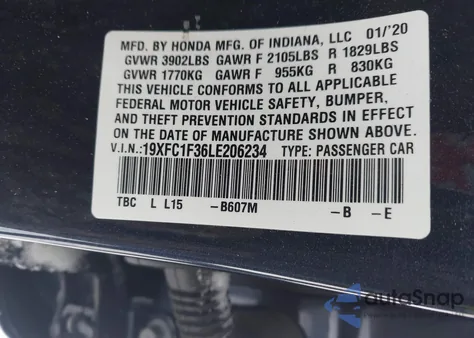 MFD. BY HONDA MFG. OF INDIANA, LLC 01/20
GVWR 3902LBS GAWR F 2105LBS R 1829LBS
GVWR 1770KG GAWR F 955KG R 830KG
THIS VEHICLE CONFORMS TO ALL APPLICABLE
FEDERAL MOTOR VEHICLE SAFETY, BUMPER,
AND THEFT PREVENTION STANDARDS IN EFFECT
ON THE DATE OF MANUFACTURE SHOWN ABOVE.
V.I.N.: 19XFC1F36LE206234 TYPE: PASSENGER CAR
TBC L L15 -B607M -B -E
autoSnap